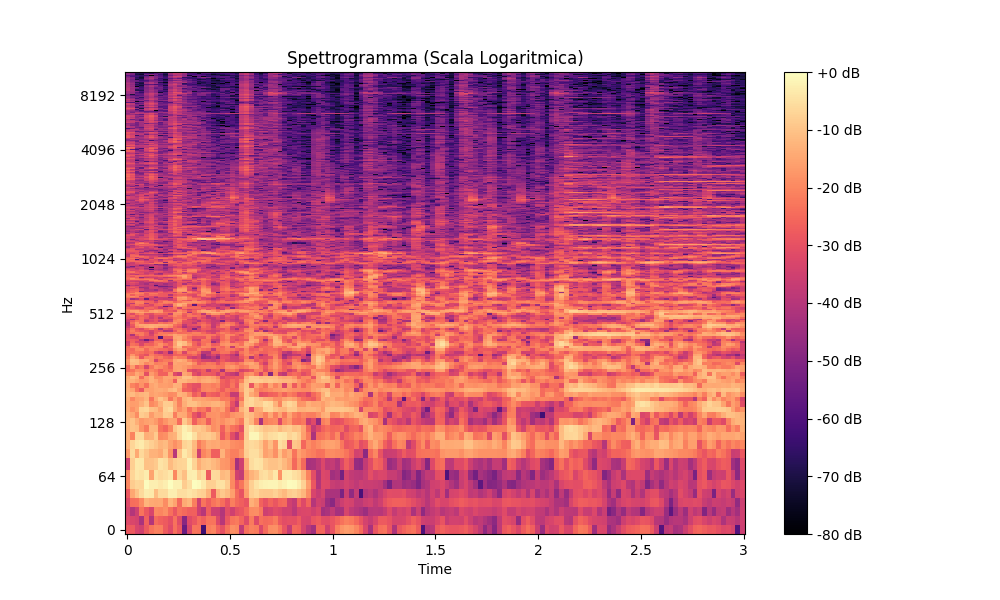 Spettrogramma (Scala Logaritmica)
Hz
8192
4096
2048
1024
512
256
128
64
0
0 0.5 1 1.5 2 2.5 3
Time
+0 dB
-10 dB
-20 dB
-30 dB
-40 dB
-50 dB
-60 dB
-70 dB
-80 dB